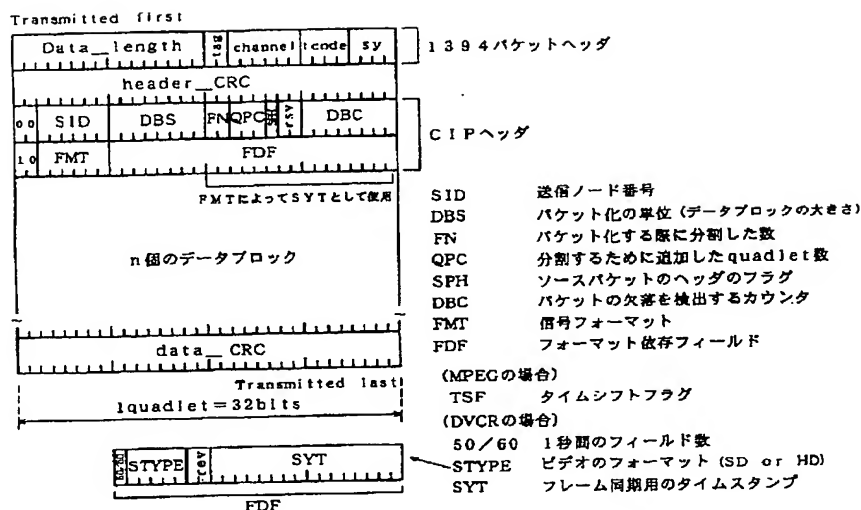 Transmitted first
Data__length tag channel tcode sy
1394パケットヘッダ
header__CRC
00 SID DBS FN QPC SPH rsv DBC
CIPヘッダ
10 FMT FDF
FMTによってSYTとして使用
n個のデータブロック
data__CRC
Transmitted last
1quadlet=32bits
SID 送信ノード番号
DBS パケット化の単位(データブロックの大きさ)
FN パケット化する際に分割した数
QPC 分割するために追加したquadlet数
SPH ソースパケットのヘッダのフラグ
DBC パケットの欠落を検出するカウンタ
FMT 信号フォーマット
FDF フォーマット依存フィールド
(MPEGの場合)
TSF タイムシフトフラグ
(DVCRの場合)
50/60 1秒間のフィールド数
STYPE ビデオのフォーマット(SD or HD)
SYT フレーム同期用のタイムスタンプ
50/60 STYPE rsv SYT
FDF